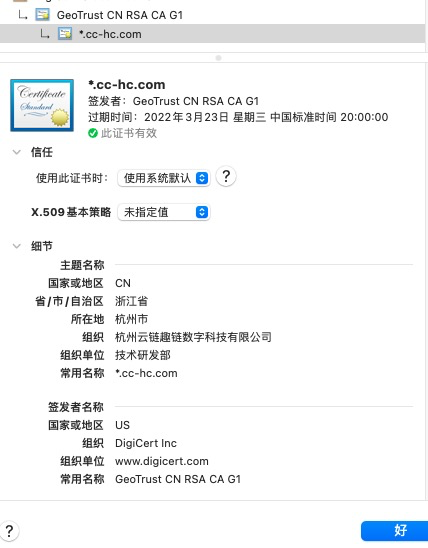 GeoTrust CN RSA CA G1
*.cc-hc.com
Certificate
Standard
*.cc-hc.com
签发者：GeoTrust CN RSA CA G1
过期时间：2022年3月23日 星期三 中国标准时间 20:00:00
此证书有效
信任
使用此证书时： 使用系统默认 ?
X.509基本策略 未指定值
细节
主题名称
国家或地区 CN
省/市/自治区 浙江省
所在地 杭州市
组织 杭州云链趣链数字科技有限公司
组织单位 技术研发部
常用名称 *.cc-hc.com
签发者名称
国家或地区 US
组织 DigiCert Inc
组织单位 www.digicert.com
常用名称 GeoTrust CN RSA CA G1
? 好